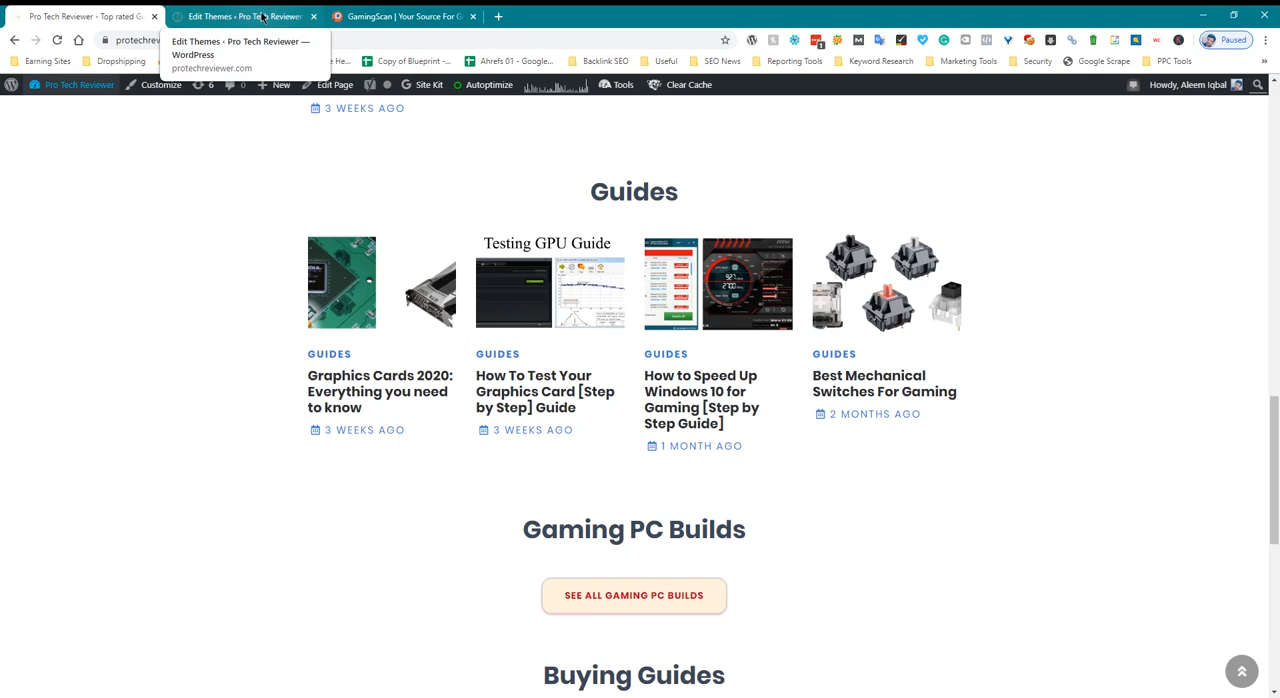 Pro Tech Reviewer - Top rated G
Edit Themes ‹ Pro Tech Reviewer
GamingScan | Your Source For G
protechrev
Edit Themes ‹ Pro Tech Reviewer —
WordPress
protechreviewer.com
Paused
Earning Sites
Dropshipping
He...
Copy of Blueprint -...
Ahrefs 01 - Google...
Backlink SEO
Useful
SEO News
Reporting Tools
Keyword Research
Marketing Tools
Security
Google Scrape
PPC Tools
Pro Tech Reviewer
Customize
6
0
New
Edit Page
Site Kit
Autoptimize
Tools
Clear Cache
Howdy, Aleem Iqbal
3 WEEKS AGO
Guides
Testing GPU Guide
GUIDES
Graphics Cards 2020:
Everything you need
to know
3 WEEKS AGO
GUIDES
How To Test Your
Graphics Card [Step
by Step] Guide
3 WEEKS AGO
GUIDES
How to Speed Up
Windows 10 for
Gaming [Step by
Step Guide]
1 MONTH AGO
GUIDES
Best Mechanical
Switches For Gaming
2 MONTHS AGO
Gaming PC Builds
SEE ALL GAMING PC BUILDS
Buying Guides